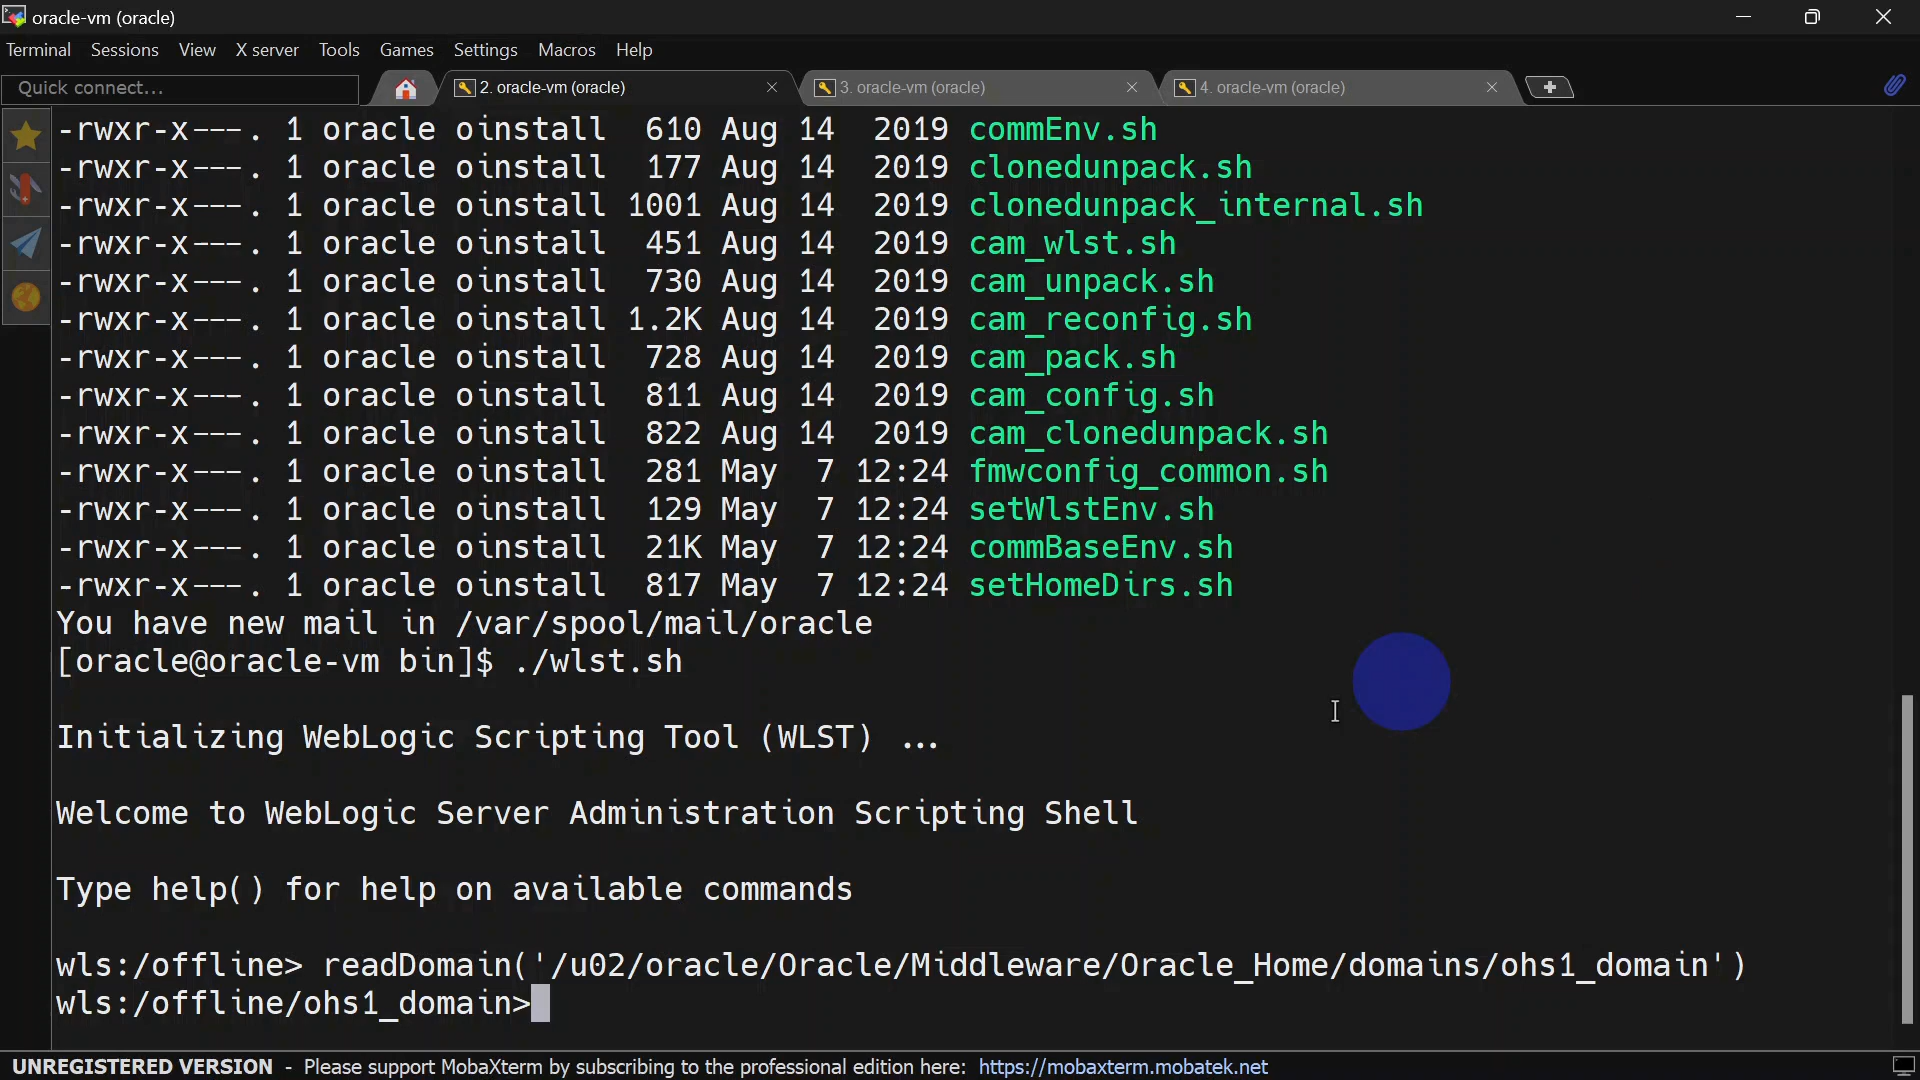 oracle-vm (oracle)
Terminal Sessions View X server Tools Games Settings Macros Help
Quick connect... 2. oracle-vm (oracle) 3. oracle-vm (oracle) 4. oracle-vm (oracle)
-rwxr-x---. 1 oracle oinstall  610 Aug 14  2019 commEnv.sh
-rwxr-x---. 1 oracle oinstall  177 Aug 14  2019 clonedunpack.sh
-rwxr-x---. 1 oracle oinstall 1001 Aug 14  2019 clonedunpack_internal.sh
-rwxr-x---. 1 oracle oinstall  451 Aug 14  2019 cam_wlst.sh
-rwxr-x---. 1 oracle oinstall  730 Aug 14  2019 cam_unpack.sh
-rwxr-x---. 1 oracle oinstall 1.2K Aug 14  2019 cam_reconfig.sh
-rwxr-x---. 1 oracle oinstall  728 Aug 14  2019 cam_pack.sh
-rwxr-x---. 1 oracle oinstall  811 Aug 14  2019 cam_config.sh
-rwxr-x---. 1 oracle oinstall  822 Aug 14  2019 cam_clonedunpack.sh
-rwxr-x---. 1 oracle oinstall  281 May  7 12:24 fmwconfig_common.sh
-rwxr-x---. 1 oracle oinstall  129 May  7 12:24 setWlstEnv.sh
-rwxr-x---. 1 oracle oinstall  21K May  7 12:24 commBaseEnv.sh
-rwxr-x---. 1 oracle oinstall  817 May  7 12:24 setHomeDirs.sh
You have new mail in /var/spool/mail/oracle
[oracle@oracle-vm bin]$ ./wlst.sh
Initializing WebLogic Scripting Tool (WLST) ...
Welcome to WebLogic Server Administration Scripting Shell
Type help() for help on available commands
wls:/offline> readDomain('/u02/oracle/Oracle/Middleware/Oracle_Home/domains/ohs1_domain')
wls:/offline/ohs1_domain>
UNREGISTERED VERSION - Please support MobaXterm by subscribing to the professional edition here: https://mobaxterm.mobatek.net